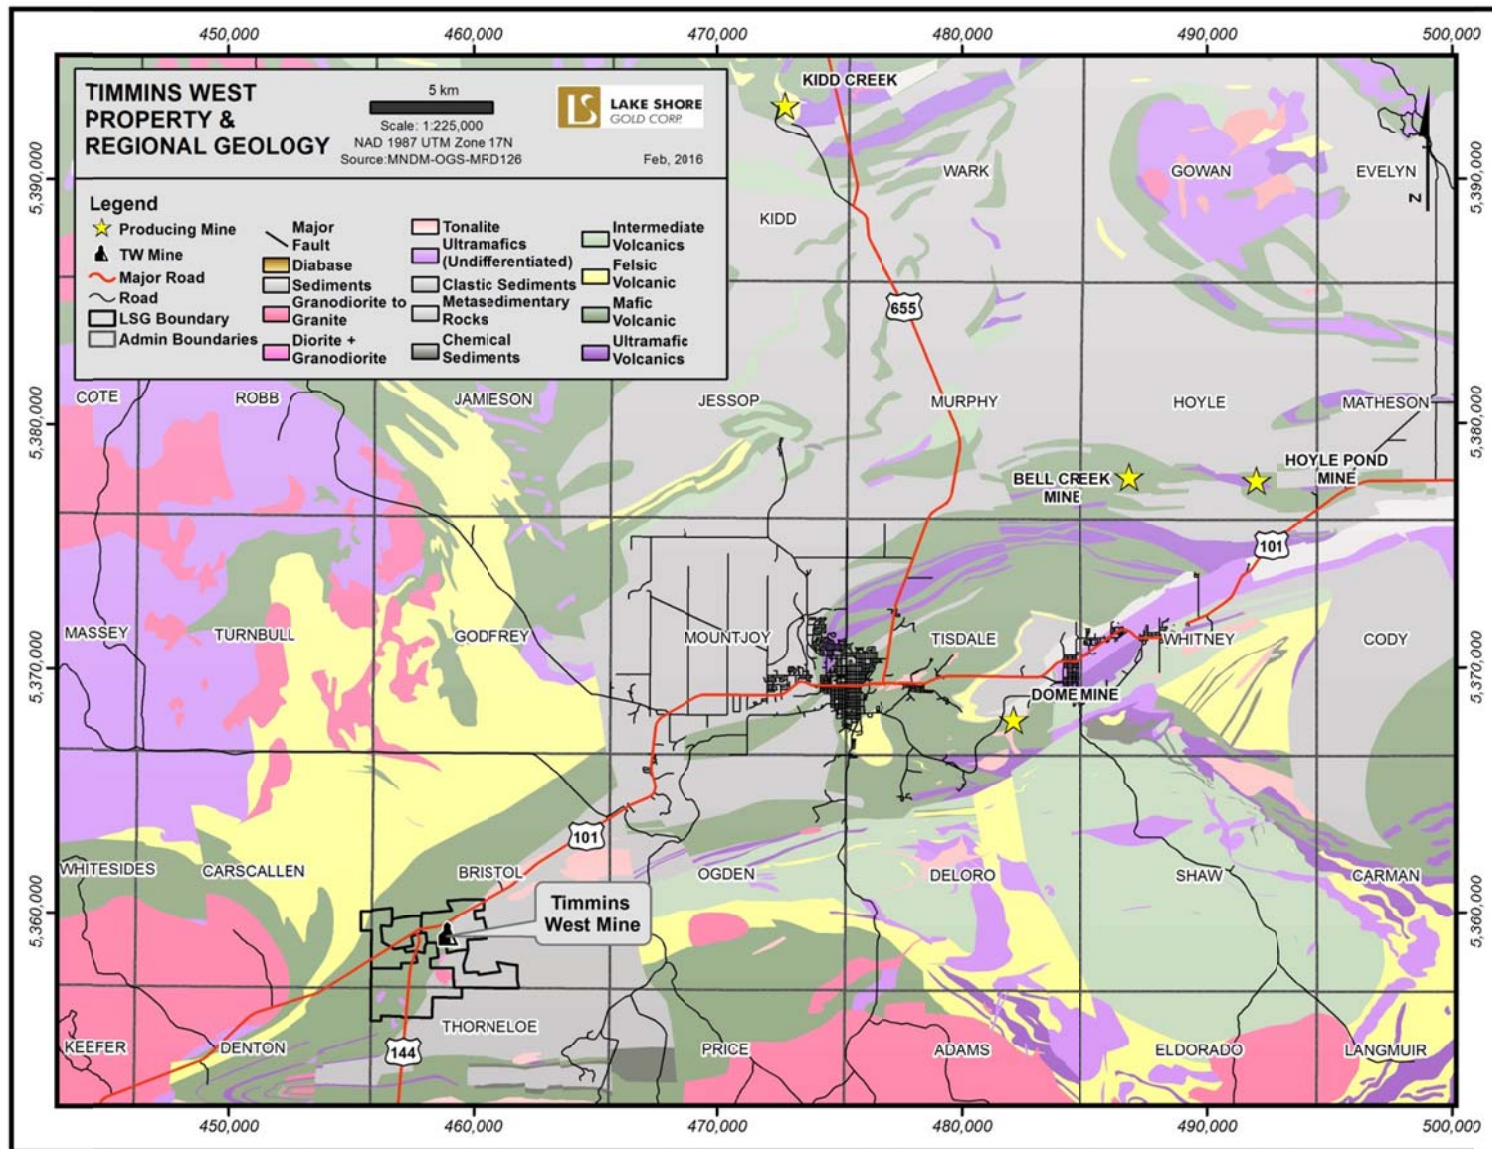 450,000 460,000 470,000 480,000 490,000 500,000
TIMMINS WEST
PROPERTY &
REGIONAL GEOLOGY
5 km
Scale: 1:225,000
NAD 1987 UTM Zone 17N
Source:MNDM-OGS-MRD126
LS
LAKE SHORE
GOLD CORP.
Feb, 2016
Legend
Producing Mine
TW Mine
Major Road
Road
LSG Boundary
Admin Boundaries
Major
Fault
Diabase
Sediments
Granodiorite to
Granite
Diorite +
Granodiorite
Tonalite
Ultramafics
(Undifferentiated)
Clastic Sediments
Metasedimentary
Rocks
Chemical
Sediments
Intermediate
Volcanics
Felsic
Volcanic
Mafic
Volcanic
Ultramafic
Volcanics
KIDD CREEK
5,390,000
WARK
GOWAN
EVELYN
5,390,000
N
KIDD
655
COTE
ROBB
JAMIESON
JESSOP
MURPHY
HOYLE
MATHESON
5,380,000
5,380,000
BELL CREEK
MINE
HOYLE POND
MINE
101
MASSEY
TURNBULL
GODFREY
MOUNTJOY
TISDALE
WHITNEY
CODY
5,370,000
5,370,000
DOME MINE
101
WHITESIDES
CARSCALLEN
BRISTOL
OGDEN
DELORO
SHAW
CARMAN
5,360,000
5,360,000
Timmins
West Mine
THORNELOE
KEEFER
DENTON
144
PRICE
ADAMS
ELDORADO
LANGMUIR
450,000 460,000 470,000 480,000 490,000 500,000